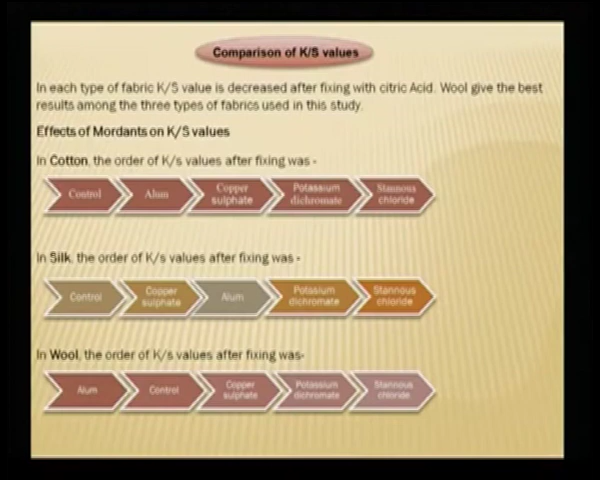 Comparison of K/S values
In each type of fabric K/S value is decreased after fixing with citric Acid. Wool give the best
results among the three types of fabrics used in this study.
Effects of Mordants on K/S values
In Cotton, the order of K/s values after fixing was -
Control
Alum
Copper
sulphate
Potassium
dichromate
Stannous
chloride
In Silk, the order of K/s values after fixing was -
Control
Copper
sulphate
Alum
Potasium
dichromate
Stannous
chloride
In Wool, the order of K/s values after fixing was-
Alum
Control
Copper
sulphate
Potassium
dichromate
Stannous
chloride